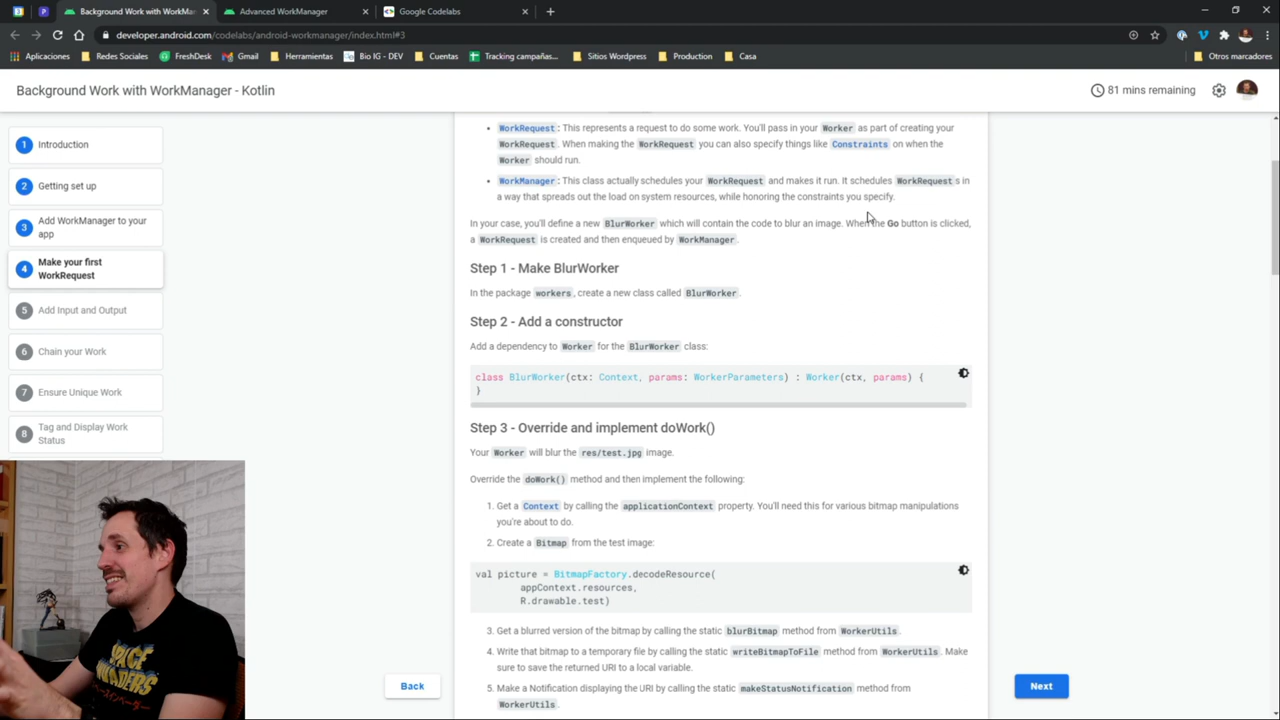 Background Work with WorkMan
Advanced WorkManager
Google Codelabs
developer.android.com/codelabs/android-workmanager/index.html#3
Aplicaciones
Redes Sociales
FreshDesk
Gmail
Herramientas
Bio IG - DEV
Cuentas
Tracking campañas...
Sitios Wordpress
Production
Casa
Otros marcadores
Background Work with WorkManager - Kotlin
81 mins remaining
1 Introduction
2 Getting set up
3 Add WorkManager to your
app
4 Make your first
WorkRequest
5 Add Input and Output
6 Chain your Work
7 Ensure Unique Work
8 Tag and Display Work
Status
• WorkRequest: This represents a request to do some work. You'll pass in your Worker as part of creating your
WorkRequest. When making the WorkRequest you can also specify things like Constraints on when the
Worker should run.
• WorkManager: This class actually schedules your WorkRequest and makes it run. It schedules WorkRequests in
a way that spreads out the load on system resources, while honoring the constraints you specify.
In your case, you'll define a new BlurWorker which will contain the code to blur an image. When the Go button is clicked,
a WorkRequest is created and then enqueued by WorkManager.
Step 1 - Make BlurWorker
In the package workers, create a new class called BlurWorker.
Step 2 - Add a constructor
Add a dependency to Worker for the BlurWorker class:
class BlurWorker(ctx: Context, params: WorkerParameters) : Worker(ctx, params) {
}
Step 3 - Override and implement doWork()
Your Worker will blur the res/test.jpg image.
Override the doWork() method and then implement the following:
1. Get a Context by calling the applicationContext property. You'll need this for various bitmap manipulations
you're about to do.
2. Create a Bitmap from the test image:
val picture = BitmapFactory.decodeResource(
appContext.resources,
R.drawable.test)
3. Get a blurred version of the bitmap by calling the static blurBitmap method from WorkerUtils.
4. Write that bitmap to a temporary file by calling the static writeBitmapToFile method from WorkerUtils. Make
sure to save the returned URI to a local variable.
5. Make a Notification displaying the URI by calling the static makeStatusNotification method from
WorkerUtils.
Back
Next
SPACE
INVADERS